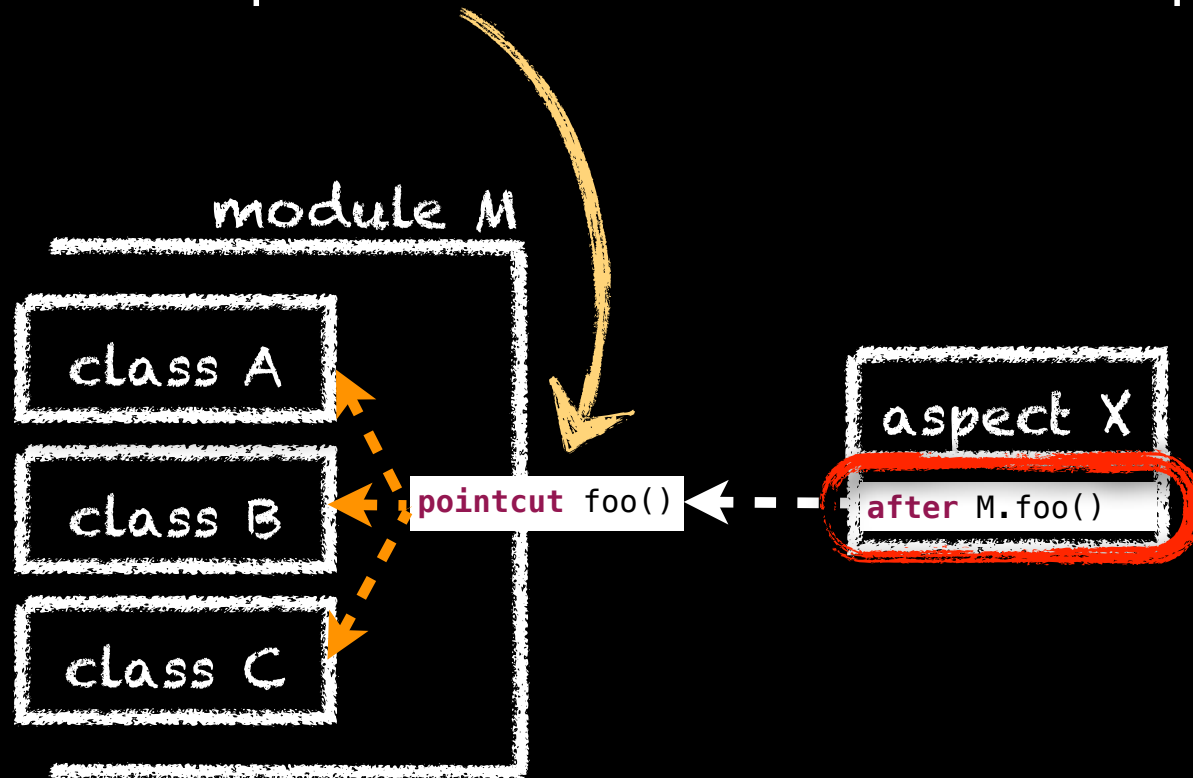 module M
class A
aspect X
pointcut foo()
after M.foo()
class B
class C